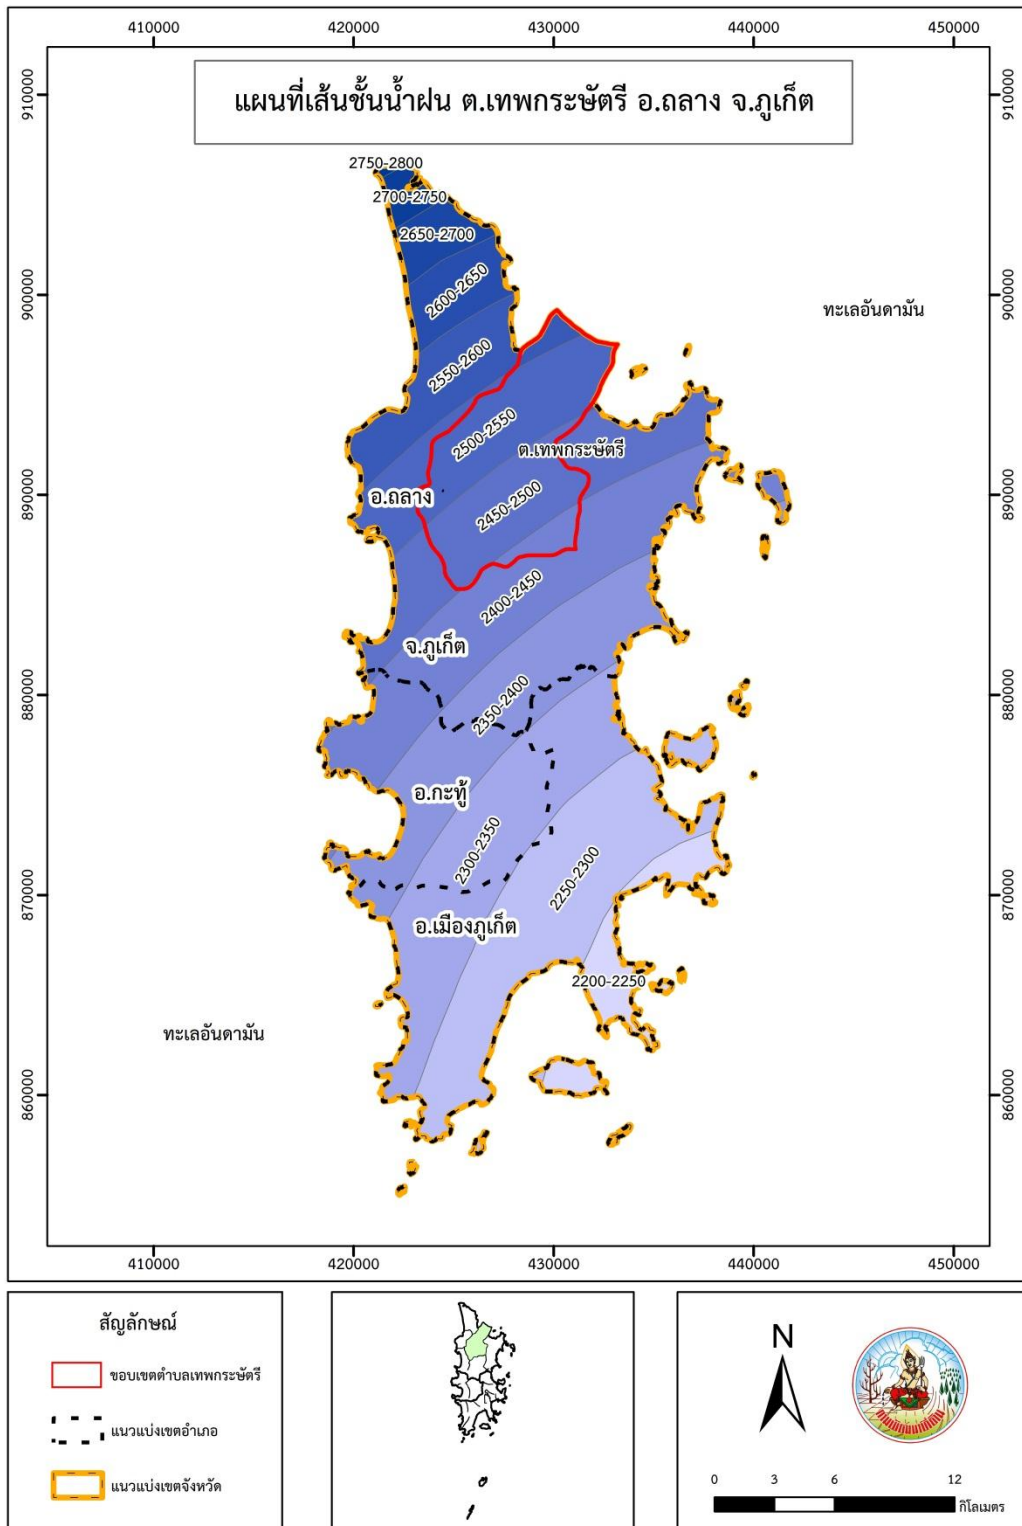 410000 420000 430000 440000 450000
แผนที่เส้นชั้นน้ำฝน ต.เทพกระษัตรี อ.ถลาง จ.ภูเก็ต
910000 910000
2750-2800
2700-2750
2650-2700
2600-2650
900000 900000
ทะเลอันดามัน
2550-2600
2500-2550
ต.เทพกระษัตรี
อ.ถลาง
890000 890000
2450-2500
2400-2450
จ.ภูเก็ต
880000 880000
2350-2400
อ.กะทู้
2300-2350
2250-2300
870000 870000
อ.เมืองภูเก็ต
2200-2250
ทะเลอันดามัน
860000 860000
410000 420000 430000 440000 450000
สัญลักษณ์
ขอบเขตตำบลเทพกระษัตรี
แนวแบ่งเขตอำเภอ
แนวแบ่งเขตจังหวัด
N
0 3 6 12
กิโลเมตร